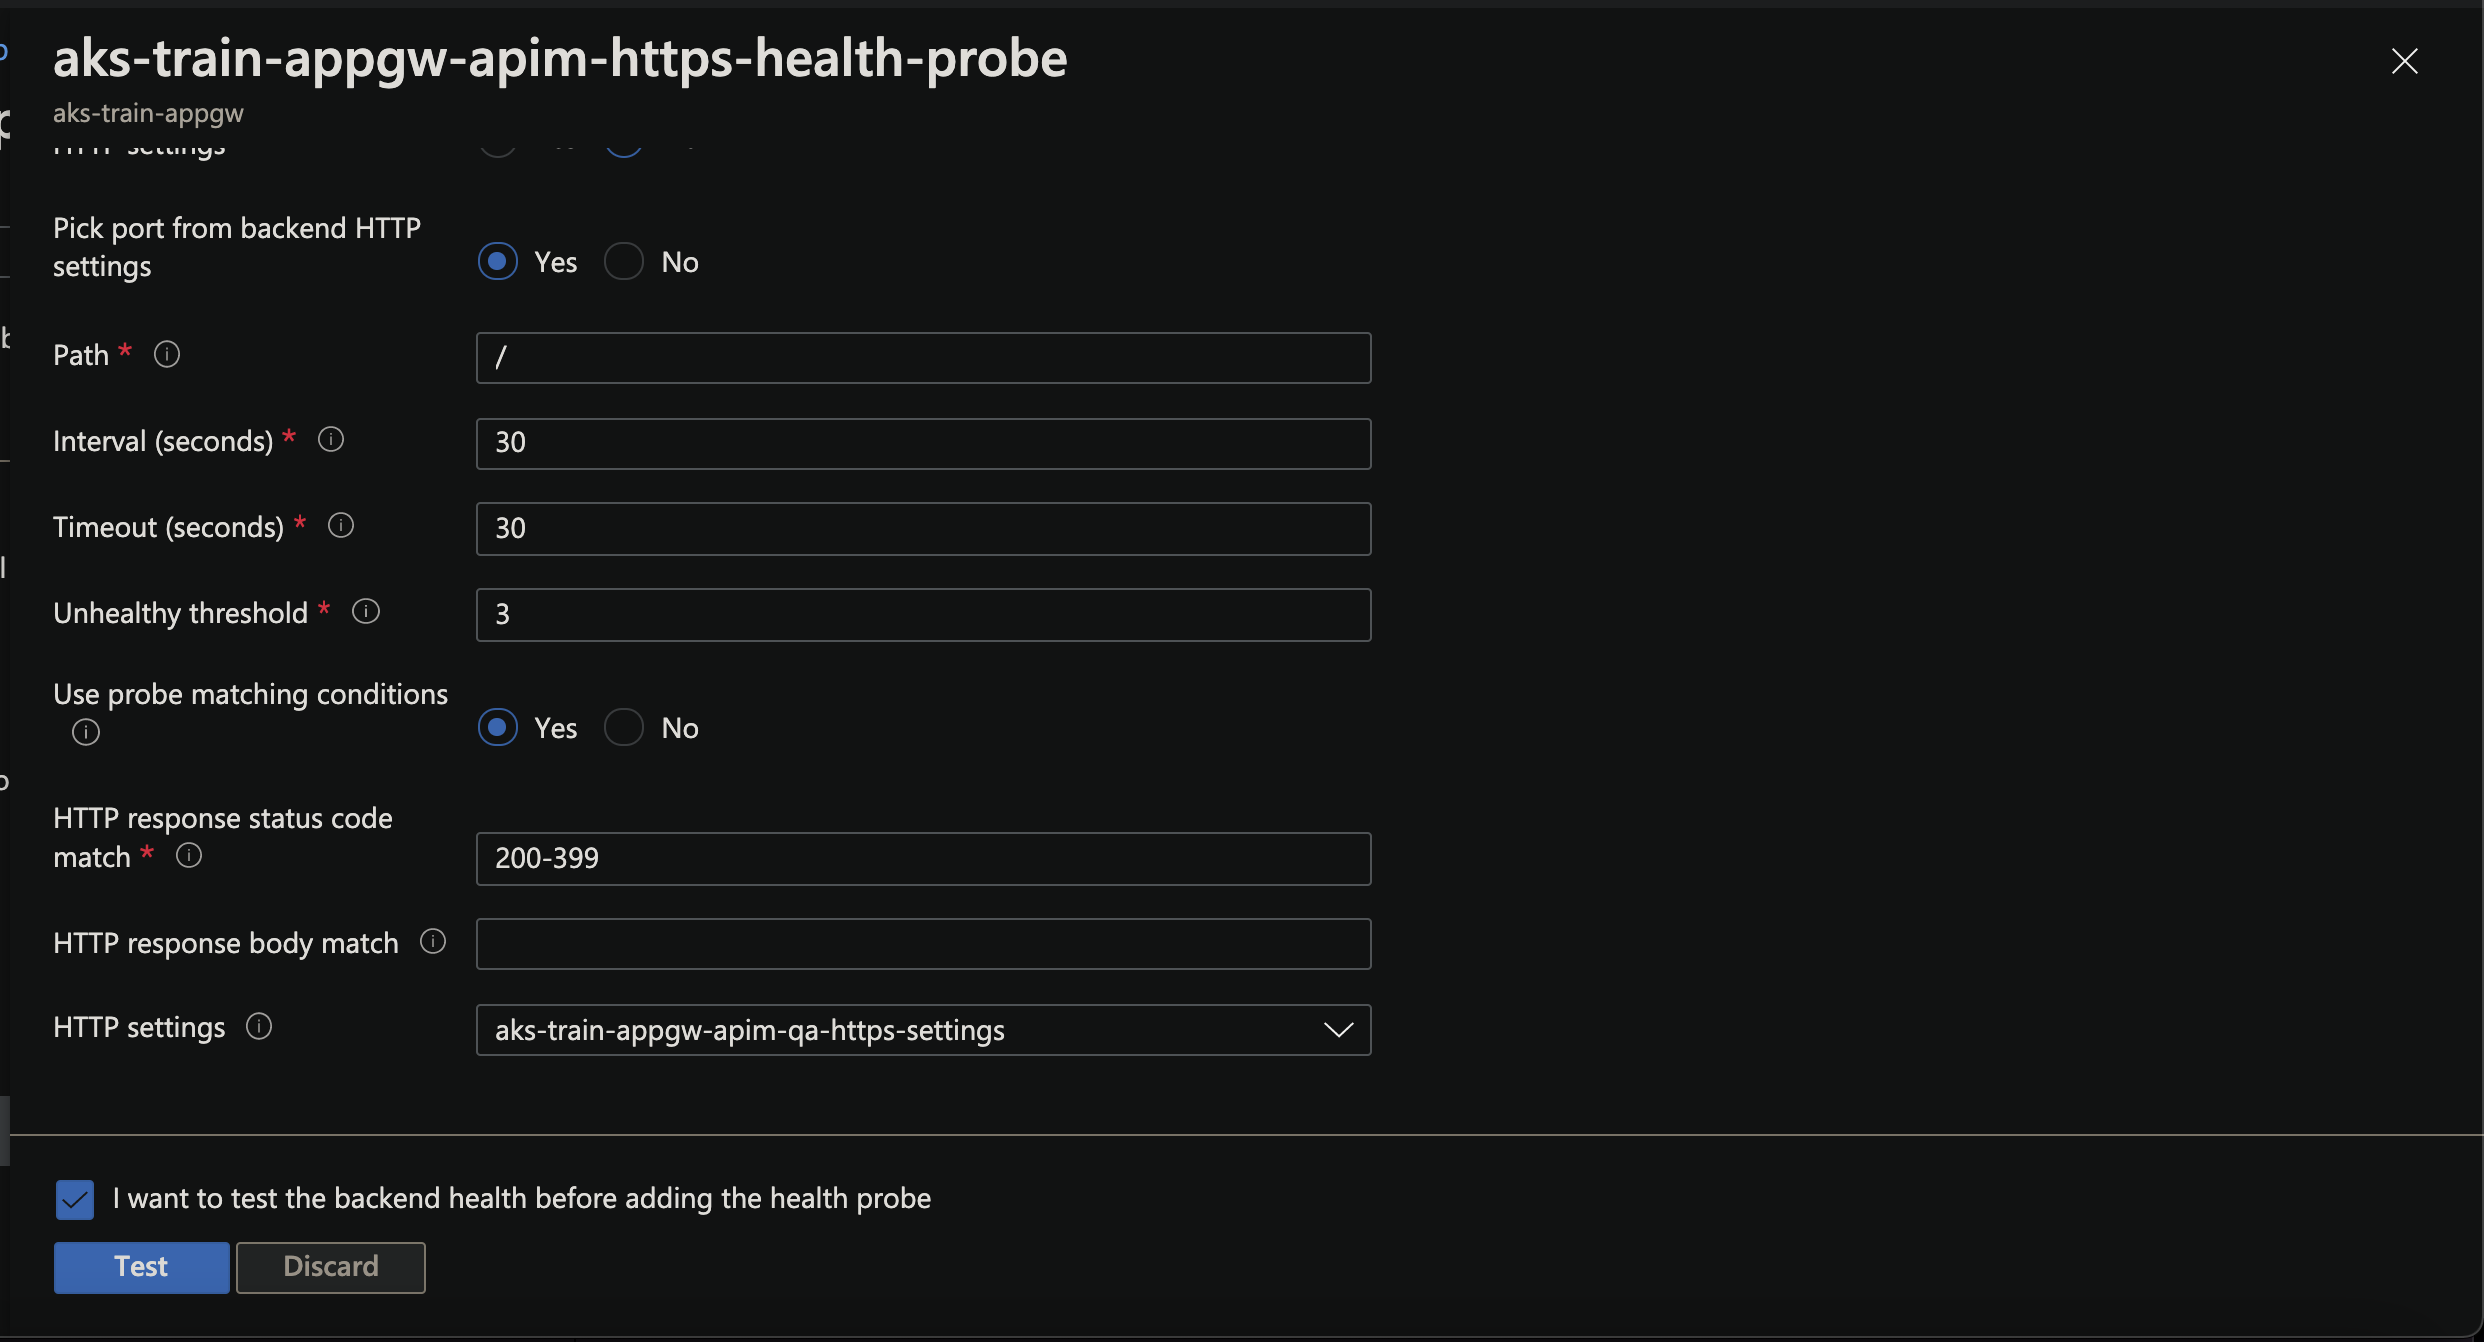 aks-train-appgw-apim-https-health-probe
aks-train-appgw
HTTP settings
Pick port from backend HTTP
settings
Yes No
Path *
/
Interval (seconds) *
30
Timeout (seconds) *
30
Unhealthy threshold *
3
Use probe matching conditions
Yes No
HTTP response status code
match *
200-399
HTTP response body match
HTTP settings
aks-train-appgw-apim-qa-https-settings
I want to test the backend health before adding the health probe
Test Discard